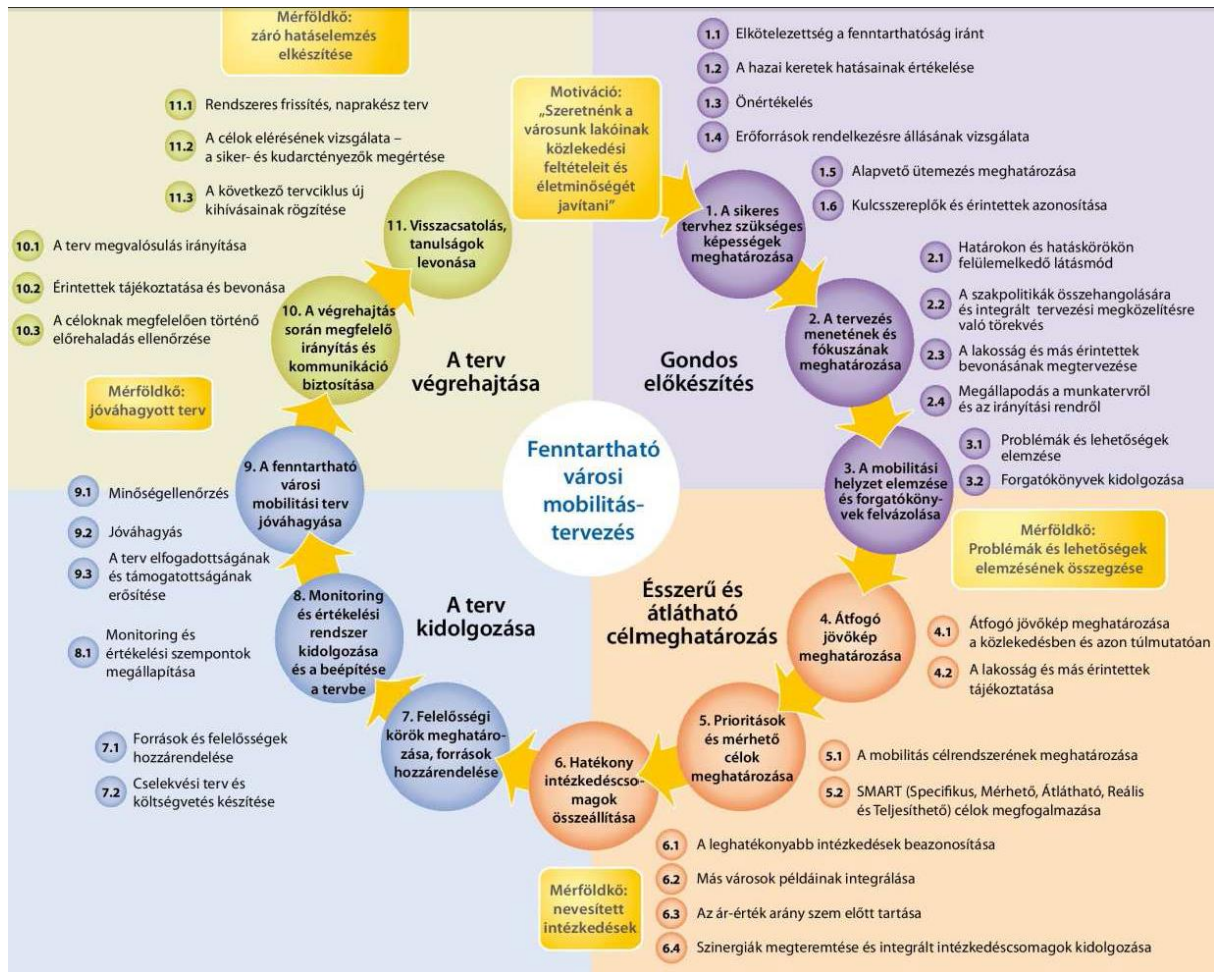 Mérföldkő:
záró hatáselemzés
elkészítése
Motiváció:
„Szeretnénk a
városunk lakóinak
közlekedési
feltételeit és
életminőségét
javítani”
1.1 Elkötelezettség a fenntarthatóság iránt
1.2 A hazai keretek hatásainak értékelése
1.3 Önértékelés
1.4 Erőforrások rendelkezésre állásának vizsgálata
1.5 Alapvető ütemezés meghatározása
1.6 Kulcsszereplők és érintettek azonosítása
1. A sikeres
tervhez szükséges
képességek
meghatározása
2.1 Határokon és hatáskörökön
felülemelkedő látásmód
2.2 A szakpolitikák összehangolására
és integrált tervezési megközelítésre
való törekvés
2.3 A lakosság és más érintettek
bevonásának megtervezése
2.4 Megállapodás a munkatervről
és az irányítási rendről
2. A tervezés
menetének és
fókuszának
meghatározása
Gondos
előkészítés
3.1 Problémák és lehetőségek
elemzése
3.2 Forgatókönyvek kidolgozása
3. A mobilitási
helyzet elemzése
és forgatóköny-
vek felvázolása
Mérföldkő:
Problémák és lehetőségek
elemzésének összegzése
Ésszerű és
átlátható
célmeghatározás
4. Átfogó
jövőkép
meghatározása
4.1 Átfogó jövőkép meghatározása
a közlekedésben és azon túlmutatóan
4.2 A lakosság és más érintettek
tájékoztatása
5. Prioritások
és mérhető
célok
meghatározása
5.1 A mobilitás célrendszerének meghatározása
5.2 SMART (Specifikus, Mérhető, Átlátható, Reális
és Teljesíthető) célok megfogalmazása
6. Hatékony
intézkedéscso-
magok
összeállítása
6.1 A leghatékonyabb intézkedések beazonosítása
6.2 Más városok példáinak integrálása
6.3 Az ár-érték arány szem előtt tartása
6.4 Szinergiák megteremtése és integrált intézkedéscsomagok kidolgozása
Mérföldkő:
nevesített
intézkedések
7. Felelősségi
körök meghatáro-
zása, források
hozzárendelése
7.1 Források és felelősségek
hozzárendelése
7.2 Cselekvési terv és
költségvetés készítése
A terv
kidolgozása
8. Monitoring
és értékelési
rendszer
kidolgozása
és a beépítése
a tervbe
8.1 Monitoring és
értékelési szempontok
megállapítása
9. A fenntartható
városi
mobilitási terv
jóváhagyása
9.1 Minőségellenőrzés
9.2 Jóváhagyás
9.3 A terv elfogadottságának
és támogatottságának
erősítése
Mérföldkő:
jóváhagyott terv
A terv
végrehajtása
10. A végrehajtás
során megfelelő
irányítás és
kommunikáció
biztosítása
10.1 A terv megvalósulás irányítása
10.2 Érintettek tájékoztatása és bevonása
10.3 A céloknak megfelelően történő
előrehaladás ellenőrzése
11. Visszacsatolás,
tanulságok
levonása
11.1 Rendszeres frissítés, naprakész terv
11.2 A célok elérésének vizsgálata –
a siker- és kudarctényezők megértése
11.3 A következő tervciklus új
kihívásainak rögzítése
Fenntartható
városi
mobilitás-
tervezés